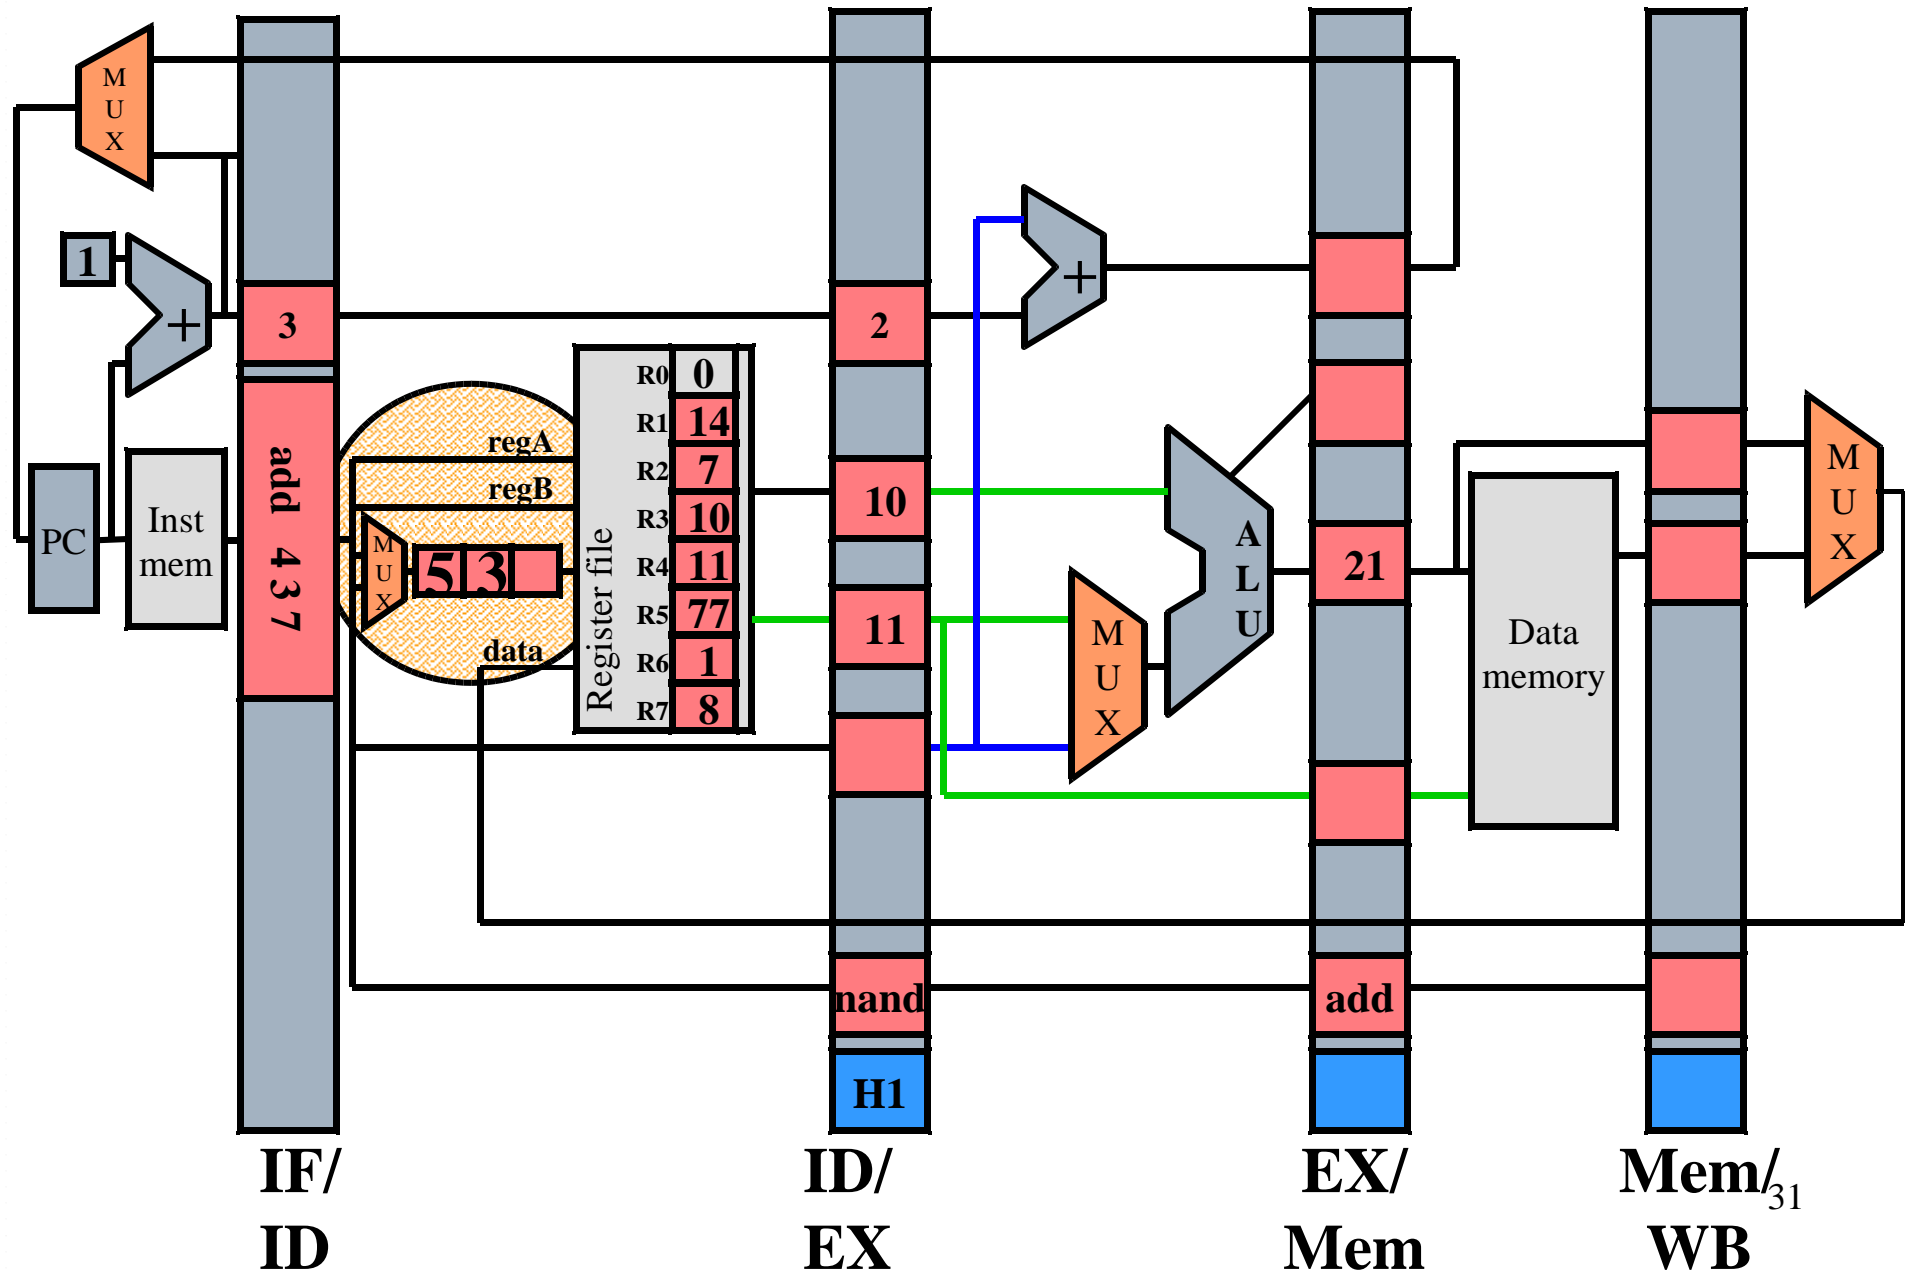 M
U
X
1
+
3
add 4 3 7
PC
Inst
mem
regA
regB
M
U
X
5 3
data
Register file
R0 0
R1 14
R2 7
R3 10
R4 11
R5 77
R6 1
R7 8
2
10
11
nand
H1
+
M
U
X
A
L
U
21
add
Data
memory
M
U
X
IF/
ID
ID/
EX
EX/
Mem
Mem/
WB
31